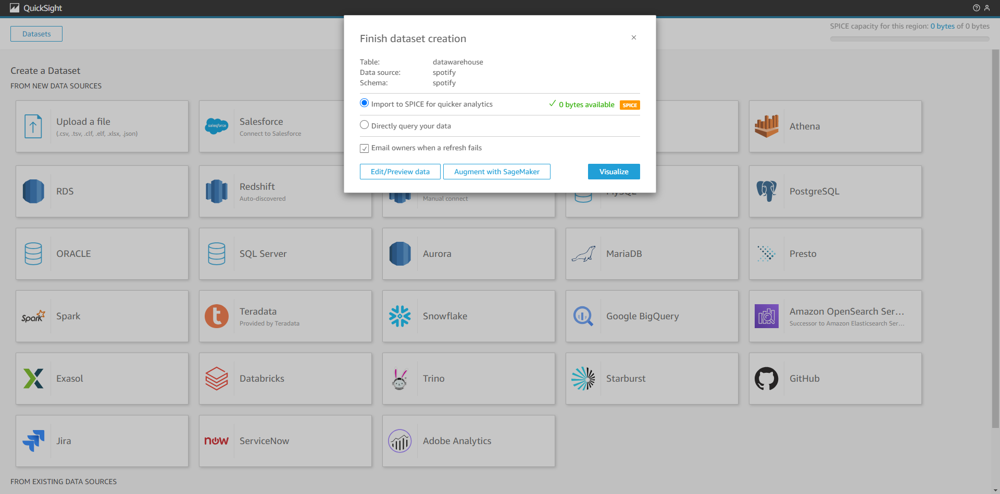 QuickSight
Datasets
SPICE capacity for this region: 0 bytes of 0 bytes
Finish dataset creation
Table: datawarehouse
Data source: spotify
Schema: spotify
Import to SPICE for quicker analytics
0 bytes available SPICE
Directly query your data
Email owners when a refresh fails
Edit/Preview data
Augment with SageMaker
Visualize
Create a Dataset
FROM NEW DATA SOURCES
Upload a file
(.csv, .tsv, .clf, .elf, .xlsx, .json)
salesforce
Salesforce
Connect to Salesforce
Athena
RDS
Redshift
Auto-discovered
Manual connect
MySQL
PostgreSQL
ORACLE
SQL Server
Aurora
MariaDB
Presto
Spark
Spark
t
Teradata
Provided by Teradata
Snowflake
Google BigQuery
Amazon OpenSearch Ser...
Successor to Amazon Elasticsearch Ser...
Exasol
Databricks
Trino
Starburst
GitHub
Jira
now
ServiceNow
Adobe Analytics
FROM EXISTING DATA SOURCES